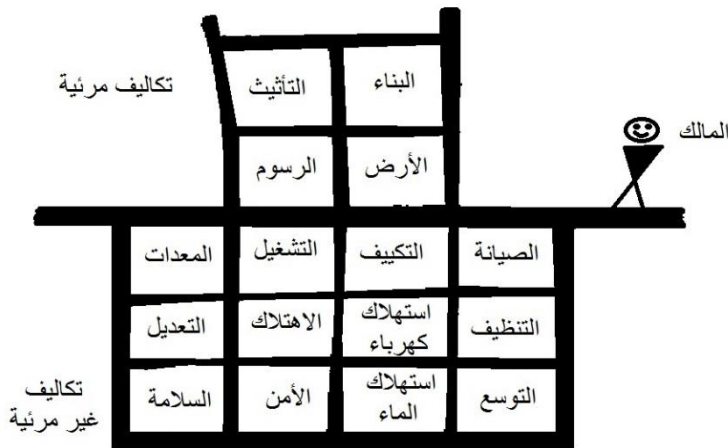 تكاليف مرئية
البناء
التأثيث
المالك
الأرض
الرسوم
الصيانة
التكييف
التشغيل
المعدات
التنظيف
استهلاك
كهرباء
الاهتلاك
التعديل
التوسع
استهلاك
الماء
الأمن
السلامة
تكاليف
غير مرئية